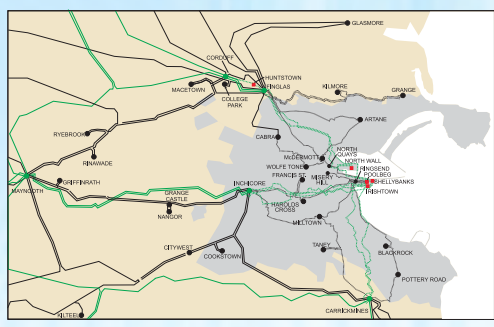 GLASMORE
CORDUFF
HUNTSTOWN
FINGLAS
MACETOWN
COLLEGE
PARK
KILMORE
GRANGE
ARTANE
RYEBROOK
CABRA
RINAWADE
McDERMOTT
NORTH
QUAYS
NORTH WALL
WOLFE TONE
RINGSEND
FRANCIS ST.
MISERY
HILL
POOLBEG
SHELLYBANKS
IRISHTOWN
MAYNOOTH
GRIFFINRATH
GRANGE
CASTLE
INCHICORE
NANGOR
HAROLDS
CROSS
MILLTOWN
CITYWEST
COOKSTOWN
TANEY
BLACKROCK
POTTERY ROAD
KILTEEL
CARRICKMINES